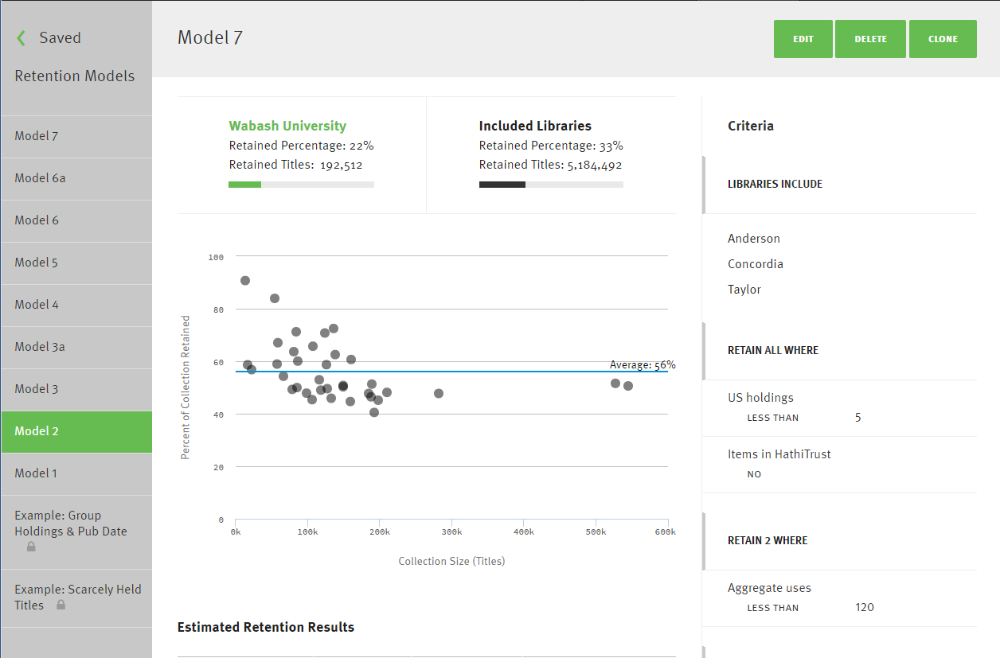 Saved
Retention Models
Model 7
Model 6a
Model 6
Model 5
Model 4
Model 3a
Model 3
Model 2
Model 1
Example: Group
Holdings & Pub Date
Example: Scarcely Held
Titles
Model 7
EDIT
DELETE
CLONE
Wabash University
Retained Percentage: 22%
Retained Titles: 192,512
Included Libraries
Retained Percentage: 33%
Retained Titles: 5,184,492
Percent of Collection Retained
100
80
60
40
20
0
Average: 56%
0k
100k
200k
300k
400k
500k
600k
Collection Size (Titles)
Estimated Retention Results
Criteria
LIBRARIES INCLUDE
Anderson
Concordia
Taylor
RETAIN ALL WHERE
US holdings
LESS THAN 5
Items in HathiTrust
NO
RETAIN 2 WHERE
Aggregate uses
LESS THAN 120